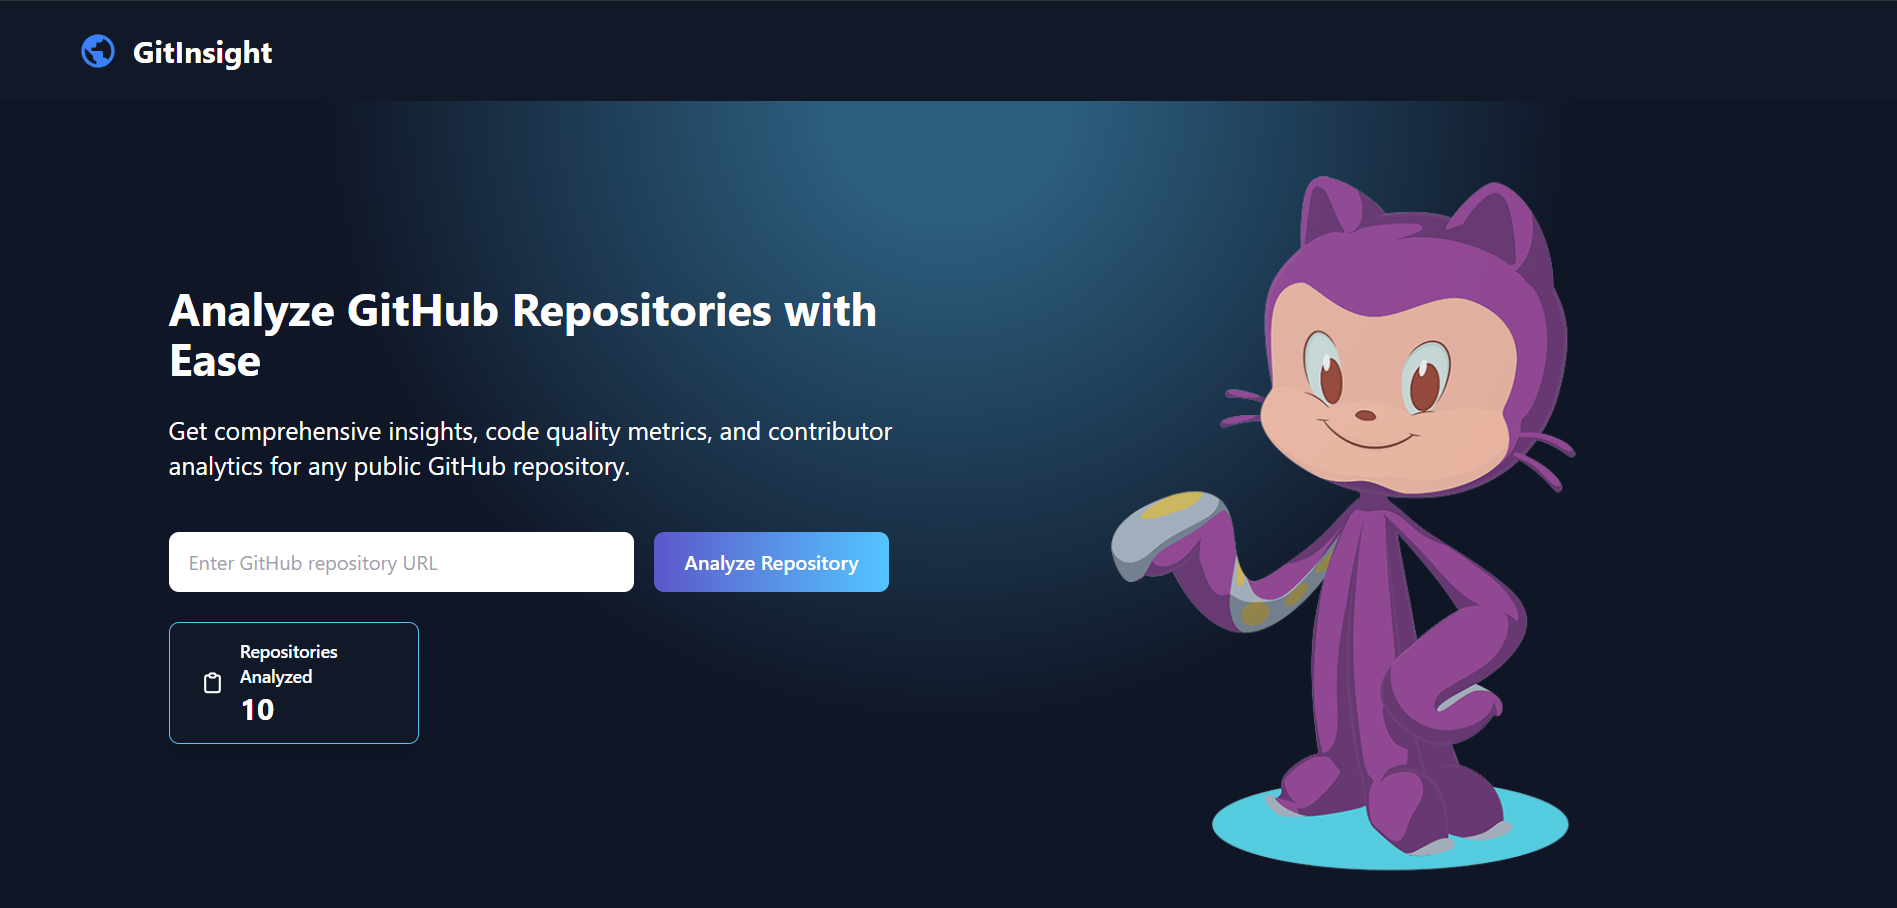 GitInsight
Analyze GitHub Repositories with
Ease
Get comprehensive insights, code quality metrics, and contributor
analytics for any public GitHub repository.
Enter GitHub repository URL
Analyze Repository
Repositories
Analyzed
10